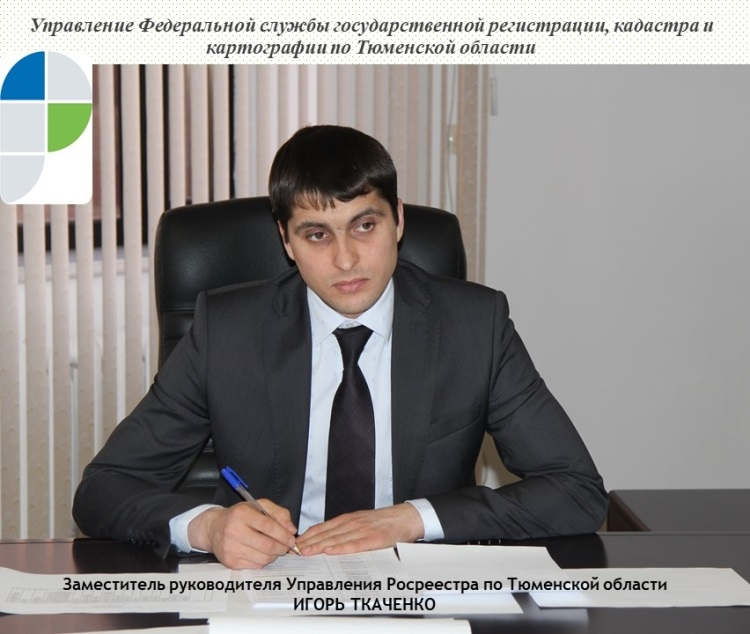 Управление Федеральной службы государственной регистрации, кадастра и
картографии по Тюменской области
Заместитель руководителя Управления Росреестра по Тюменской области
ИГОРЬ ТКАЧЕНКО